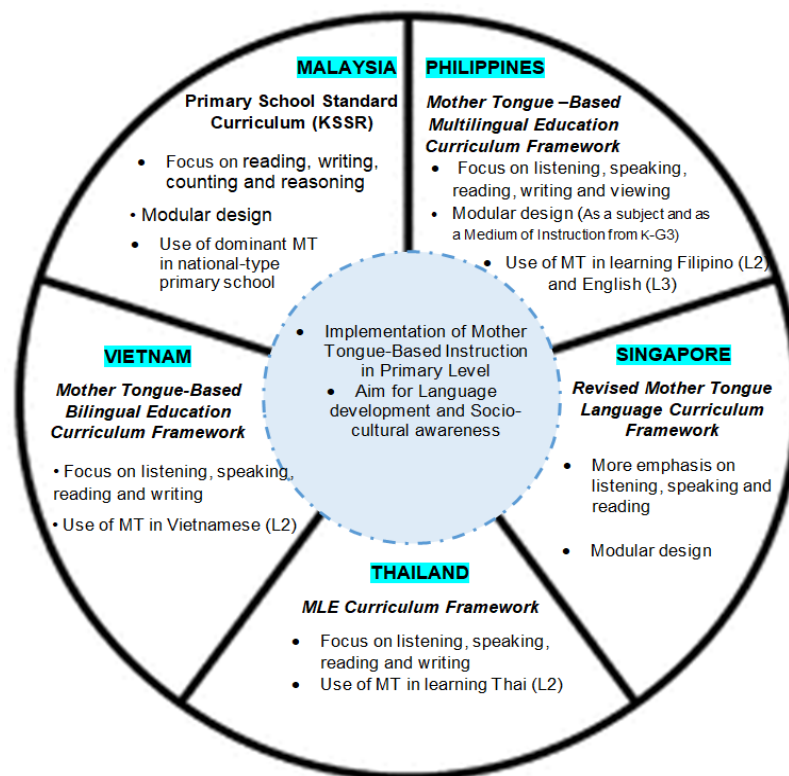 MALAYSIA
Primary School Standard
Curriculum (KSSR)
• Focus on reading, writing,
counting and reasoning
• Modular design
• Use of dominant MT
in national-type
primary school
PHILIPPINES
Mother Tongue –Based
Multilingual Education
Curriculum Framework
• Focus on listening, speaking,
reading, writing and viewing
• Modular design (As a subject and as
a Medium of Instruction from K-G3)
• Use of MT in learning Filipino (L2)
and English (L3)
• Implementation of Mother
Tongue-Based Instruction
in Primary Level
• Aim for Language
development and Socio-
cultural awareness
VIETNAM
Mother Tongue-Based
Bilingual Education
Curriculum Framework
• Focus on listening, speaking,
reading and writing
• Use of MT in Vietnamese (L2)
SINGAPORE
Revised Mother Tongue
Language Curriculum
Framework
• More emphasis on
listening, speaking and
reading
• Modular design
THAILAND
MLE Curriculum Framework
• Focus on listening, speaking,
reading and writing
• Use of MT in learning Thai (L2)